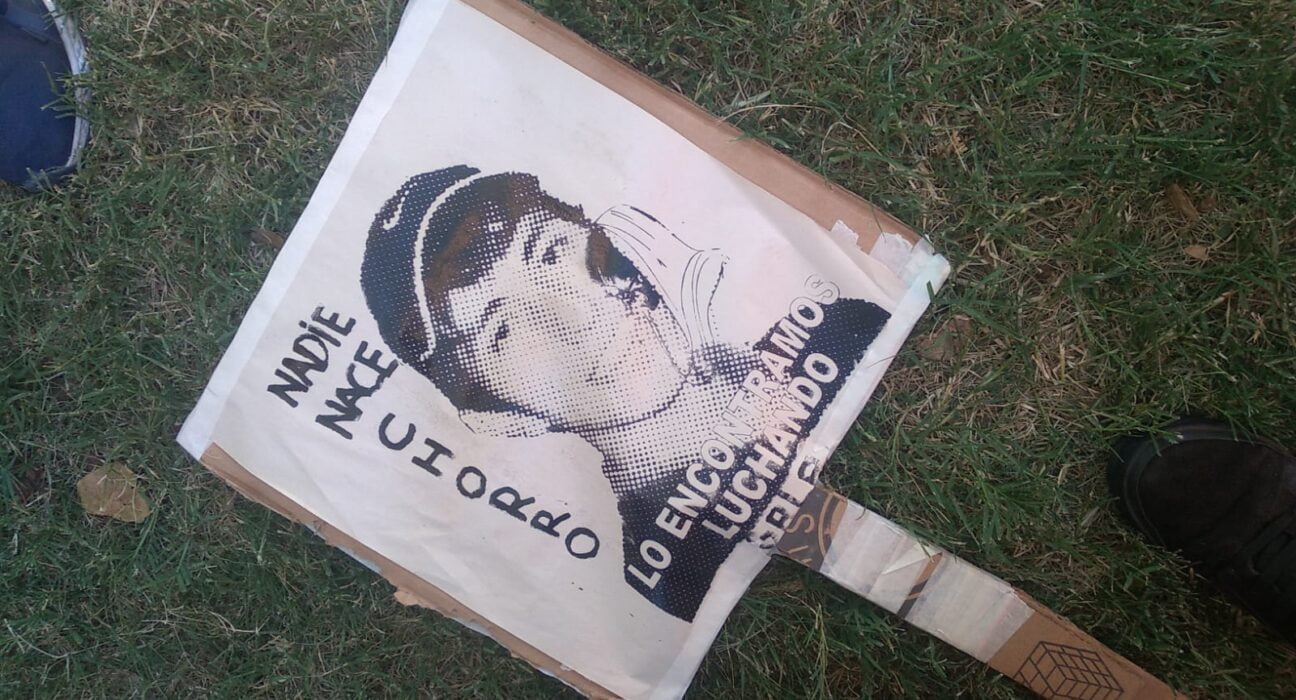 NADIE
NACE
CHORRO
LO ENCONTRAMOS
LUCHANDO